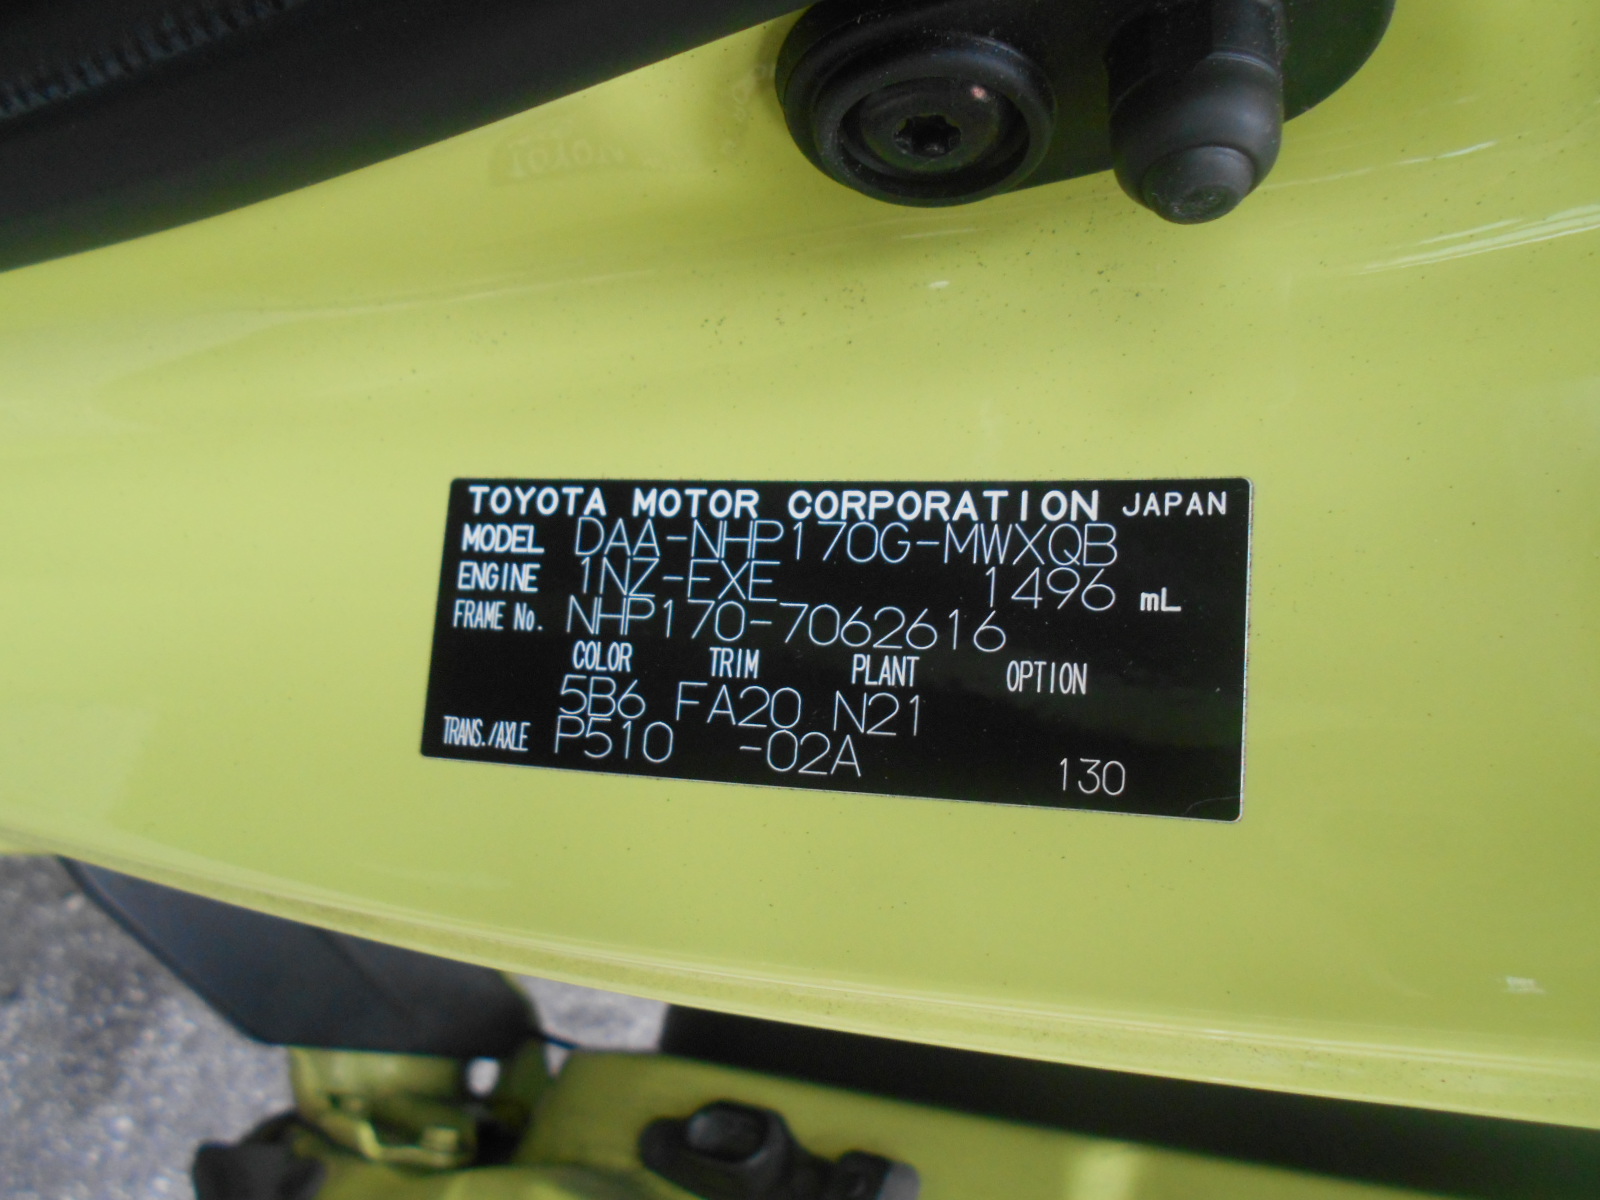 TOYOTA MOTOR CORPORATION JAPAN
MODEL DAA-NHP170G-MWXQB
ENGINE 1NZ-FXE 1496 mL
FRAME No. NHP170-7062616
COLOR TRIM PLANT OPTION
5B6 FA20 N21
TRANS./AXLE P510 -02A 130